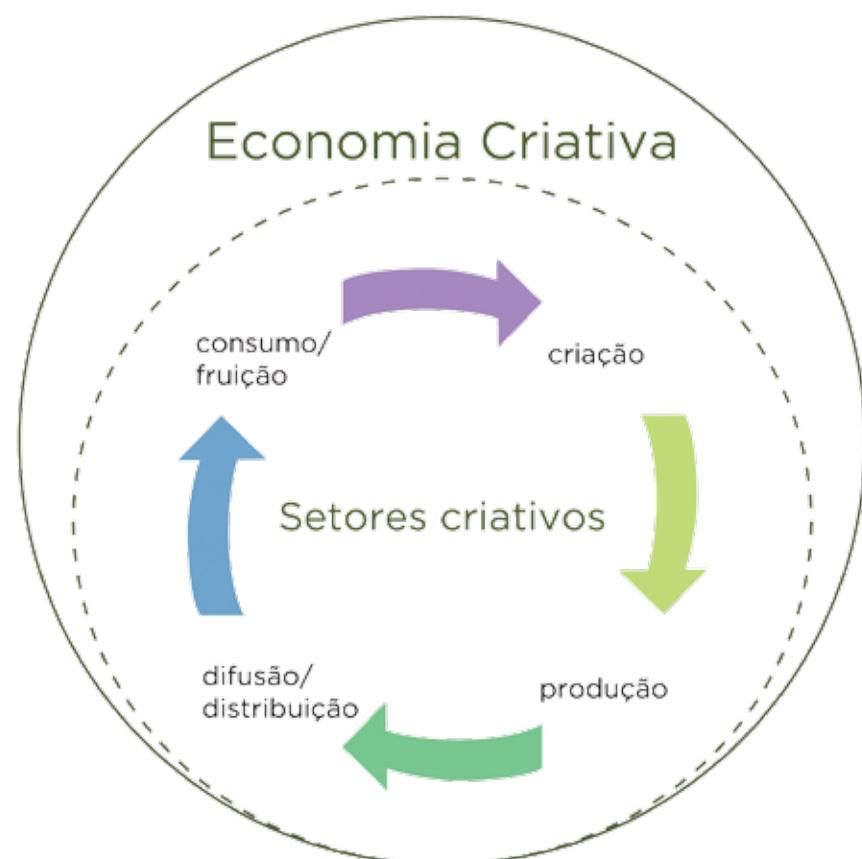 Economia Criativa
consumo/
fruição
criação
Setores criativos
difusão/
distribuição
produção